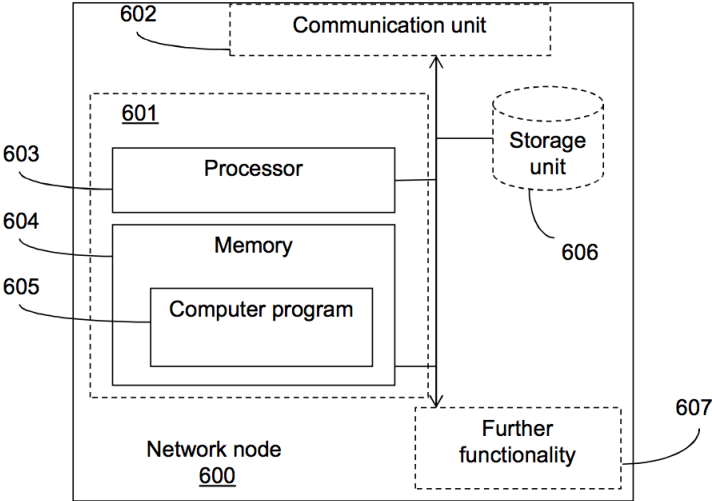 602
Communication unit
601
603
Processor
Storage
unit
604
Memory
606
605
Computer program
607
Further
functionality
Network node
600